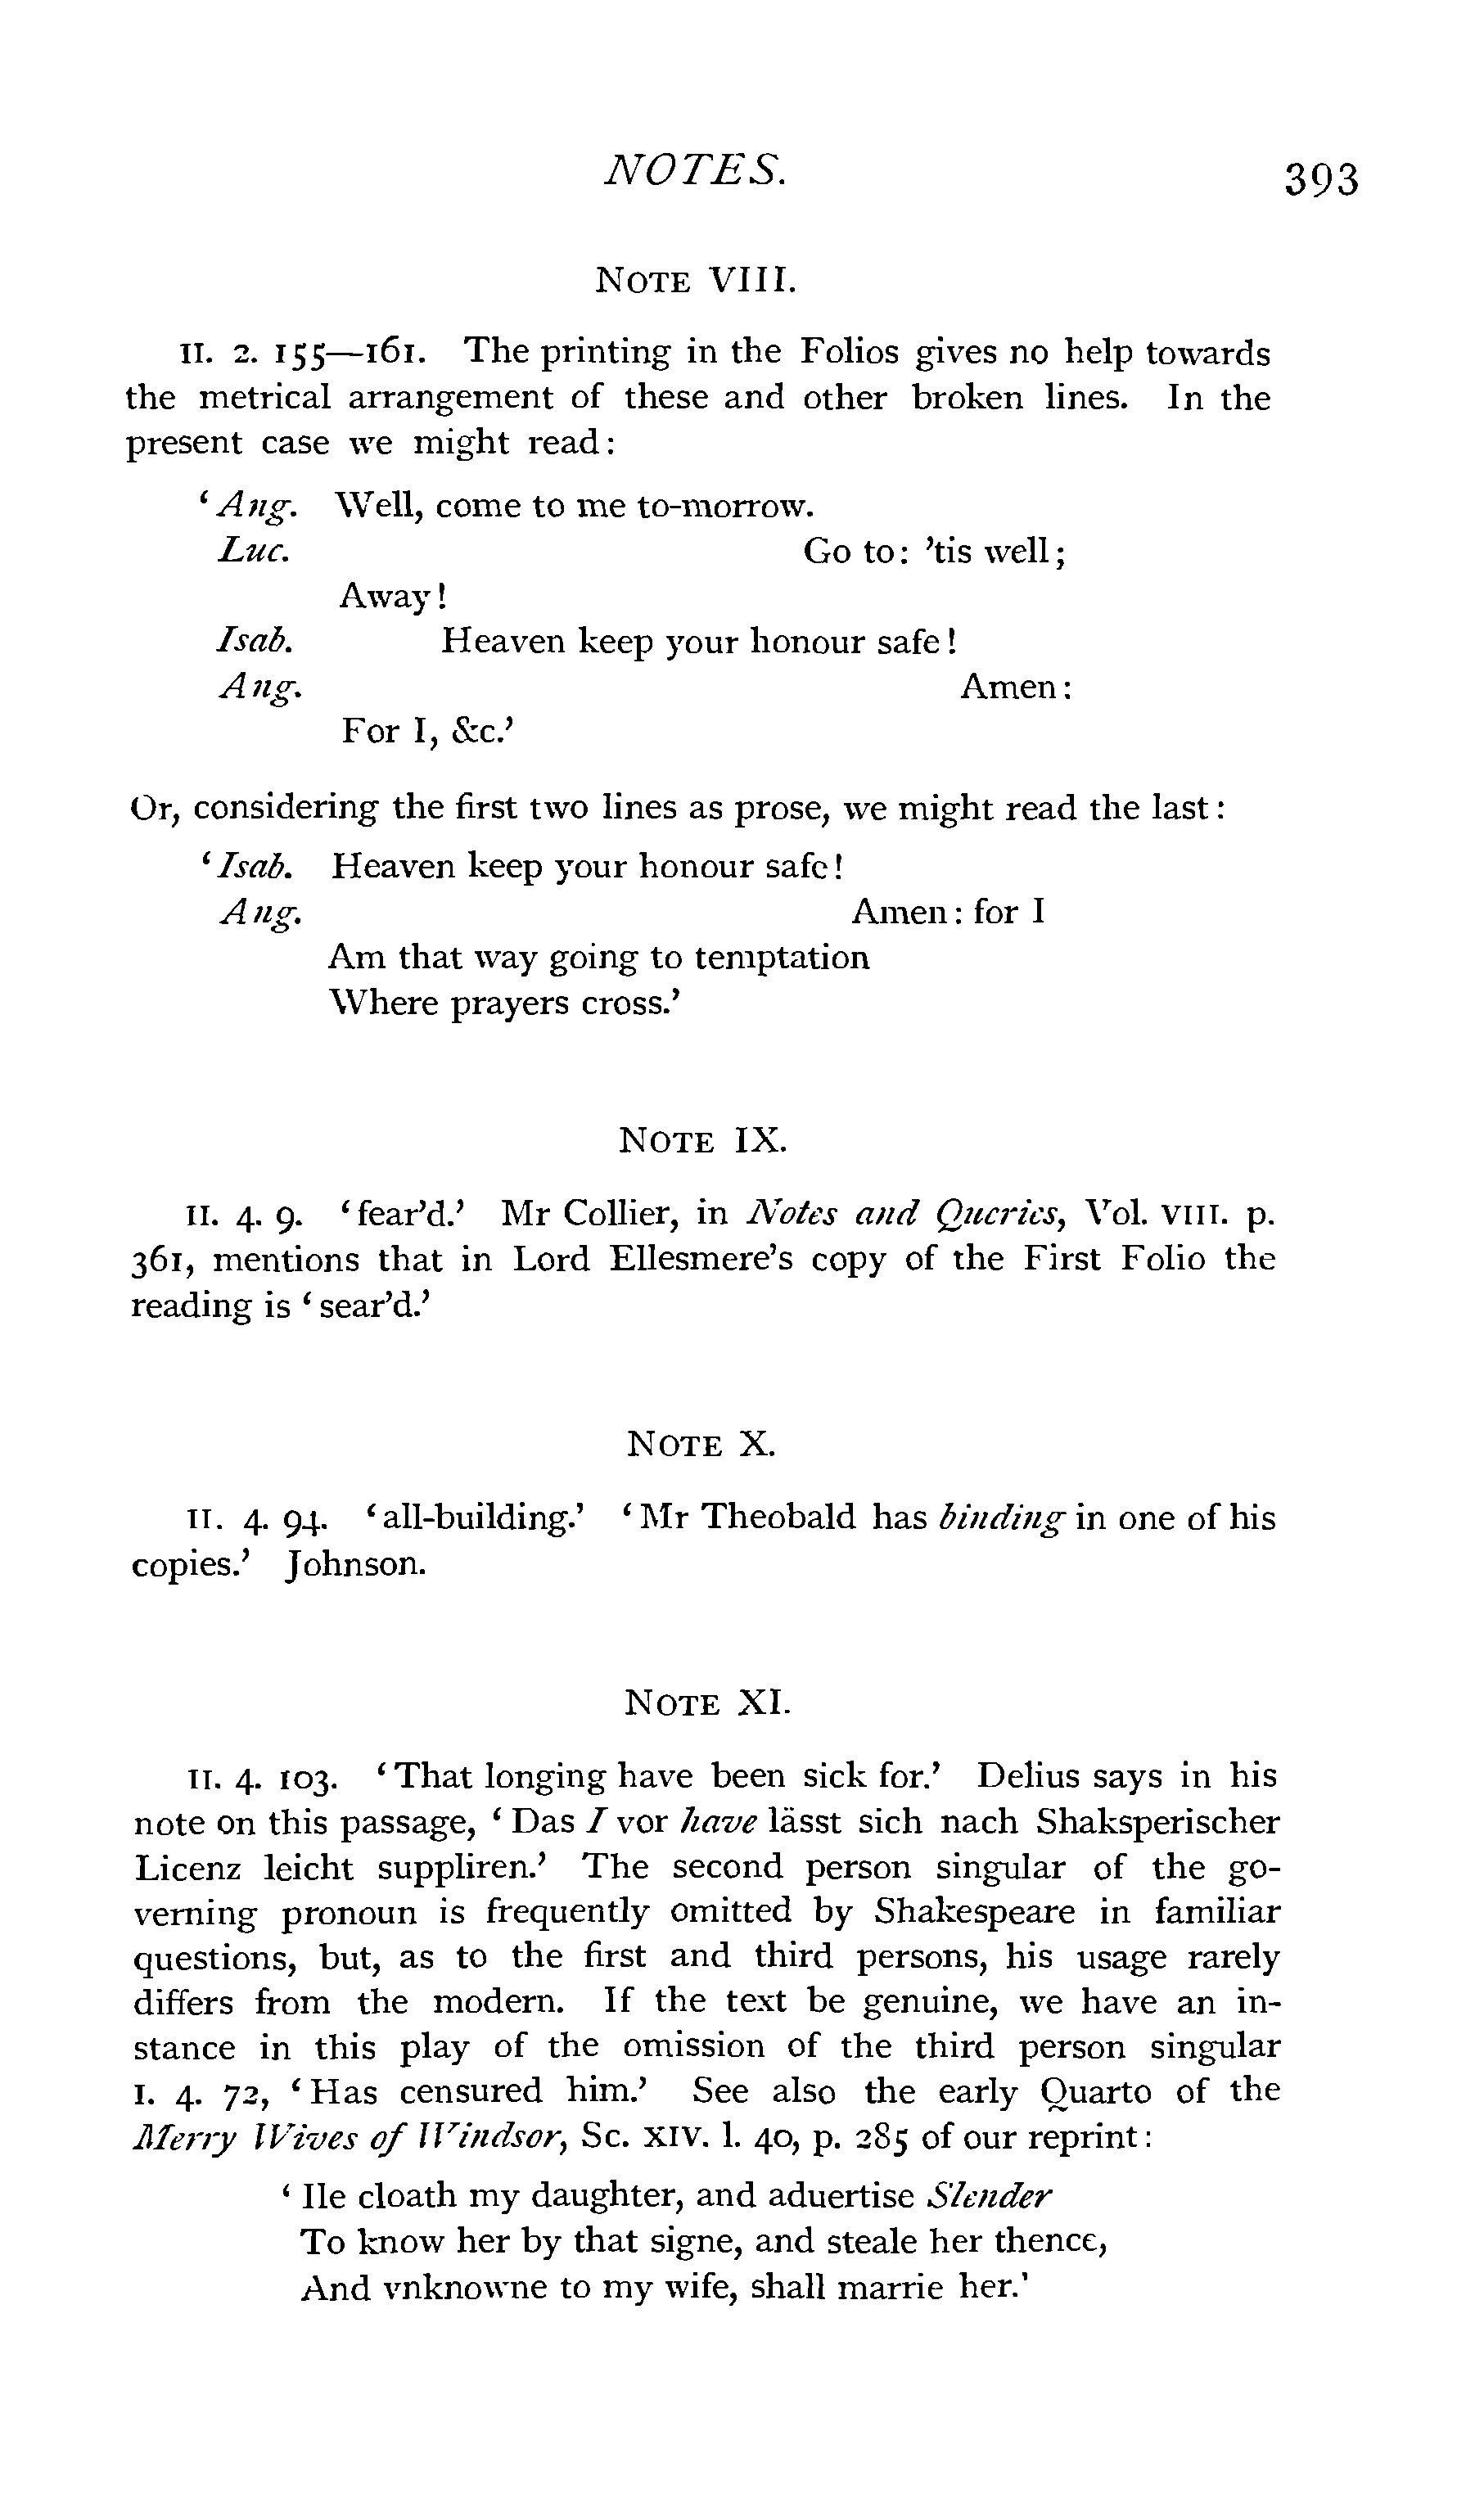 NOTES. 393
NOTE VIII.
II. 2. 155—161. The printing in the Folios gives no help towards
the metrical arrangement of these and other broken lines. In the
present case we might read:
‘Ang. Well, come to me to-morrow.
Luc. Go to: ’tis well;
Away!
Isab. Heaven keep your honour safe!
Ang. Amen:
For I, &c.’
Or, considering the first two lines as prose, we might read the last:
‘Isab. Heaven keep your honour safe!
Ang. Amen: for I
Am that way going to temptation
Where prayers cross.’
NOTE IX.
II. 4. 9. ‘fear’d.’ Mr Collier, in Notes and Queries, Vol. VIII. p.
361, mentions that in Lord Ellesmere’s copy of the First Folio the
reading is ‘sear’d.’
NOTE X.
II. 4. 94. ‘all-building.’ ‘Mr Theobald has binding in one of his
copies.’ Johnson.
NOTE XI.
II. 4. 103. ‘That longing have been sick for.’ Delius says in his
note on this passage, ‘Das I vor have lässt sich nach Shaksperischer
Licenz leicht suppliren.’ The second person singular of the go-
verning pronoun is frequently omitted by Shakespeare in familiar
questions, but, as to the first and third persons, his usage rarely
differs from the modern. If the text be genuine, we have an in-
stance in this play of the omission of the third person singular
I. 4. 72, ‘Has censured him.’ See also the early Quarto of the
Merry Wives of Windsor, Sc. XIV. l. 40, p. 285 of our reprint:
‘Ile cloath my daughter, and aduertise Slender
To know her by that signe, and steale her thence,
And vnknowne to my wife, shall marrie her.’